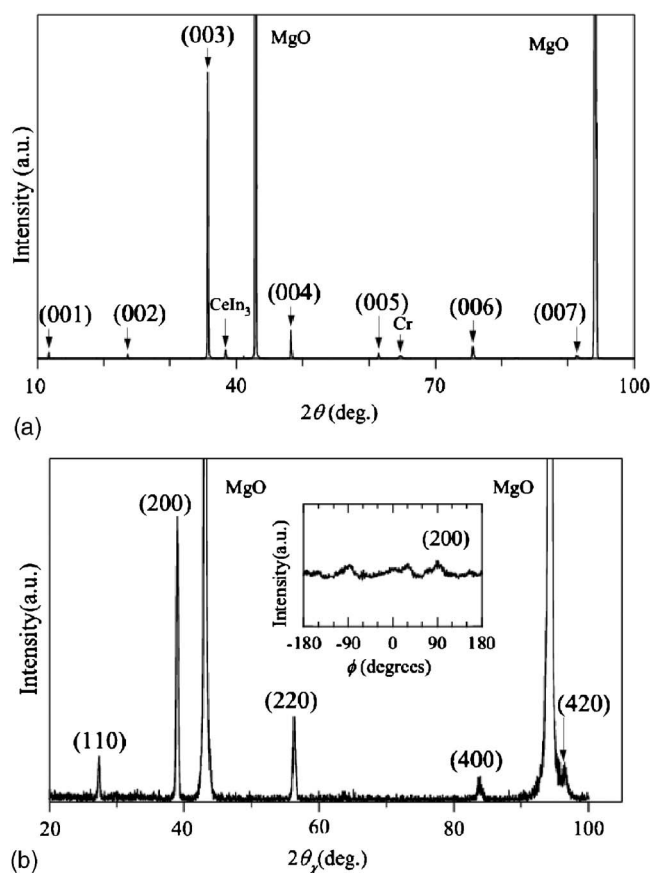 (003)
MgO
MgO
Intensity (a.u.)
(001)
(002)
CeIn3
(004)
(005)
Cr
(006)
(007)
10
40
70
100
2θ (deg.)
(a)
(200)
MgO
MgO
Intensity(a.u.)
Intensity(a.u.)
(200)
-180
-90
0
90
180
ϕ (degrees)
(110)
(220)
(400)
(420)
20
40
60
80
100
2θχ(deg.)
(b)